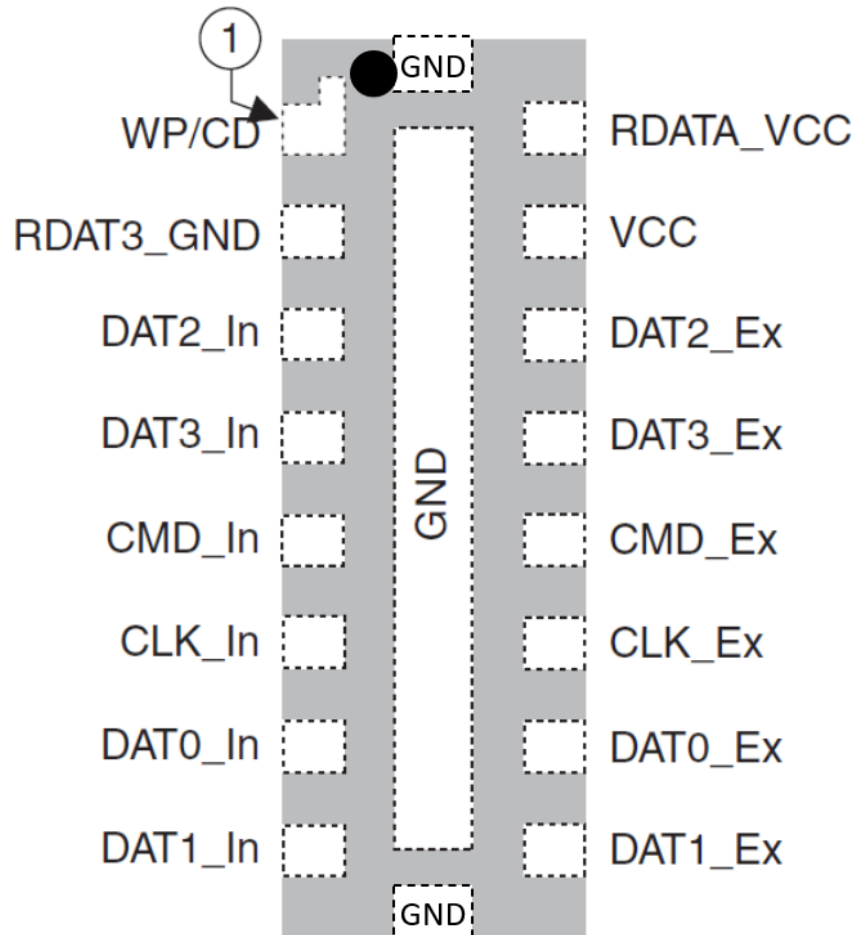 1
GND
WP/CD
RDATA_VCC
RDAT3_GND
VCC
DAT2_In
DAT2_Ex
DAT3_In
DAT3_Ex
GND
CMD_In
CMD_Ex
CLK_In
CLK_Ex
DAT0_In
DAT0_Ex
DAT1_In
DAT1_Ex
GND